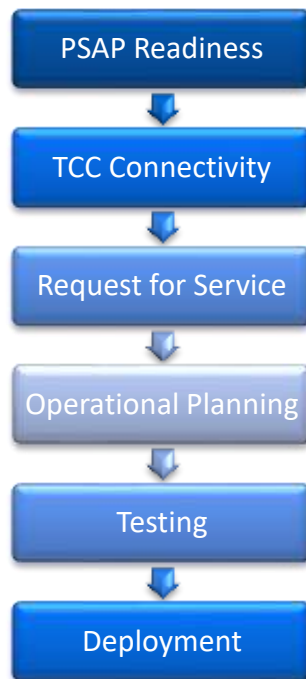 PSAP Readiness
TCC Connectivity
Request for Service
Operational Planning
Testing
Deployment